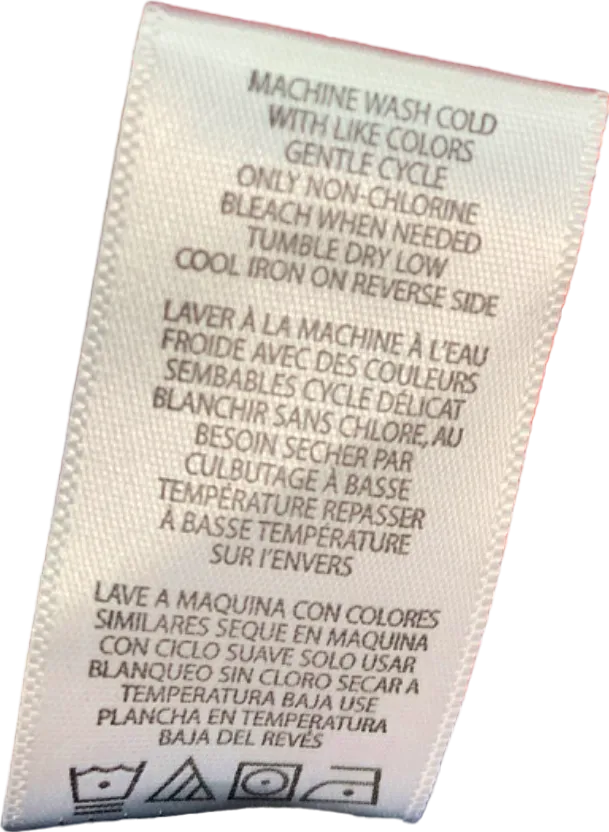 MACHINE WASH COLD
WITH LIKE COLORS
GENTLE CYCLE
ONLY NON-CHLORINE
BLEACH WHEN NEEDED
TUMBLE DRY LOW
COOL IRON ON REVERSE SIDE
LAVER À LA MACHINE À L'EAU
FROIDE AVEC DES COULEURS
SEMBABLES CYCLE DÉLICAT
BLANCHIR SANS CHLORE, AU
BESOIN SECHER PAR
CULBUTAGE À BASSE
TEMPÉRATURE REPASSER
À BASSE TEMPÉRATURE
SUR I'ENVERS
LAVE A MAQUINA CON COLORES
SIMILARES SEQUE EN MAQUINA
CON CICLO SUAVE SOLO USAR
BLANQUEO SIN CLORO SECAR A
TEMPERATURA BAJA USE
PLANCHA EN TEMPERATURA
BAJA DEL REVÉS